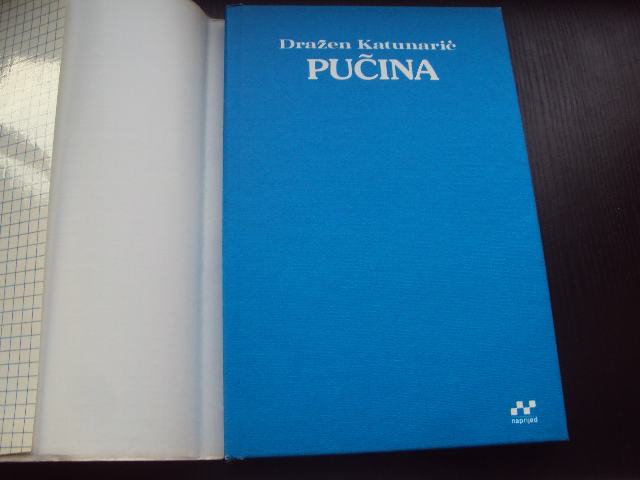 Dražen Katunarić
PUČINA
naprijed